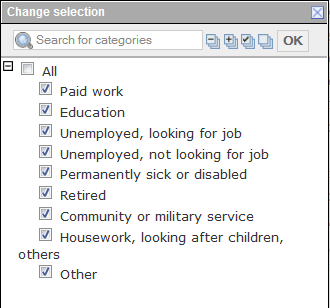 Change selection
Search for categories OK
All
Paid work
Education
Unemployed, looking for job
Unemployed, not looking for job
Permanently sick or disabled
Retired
Community or military service
Housework, looking after children,
others
Other